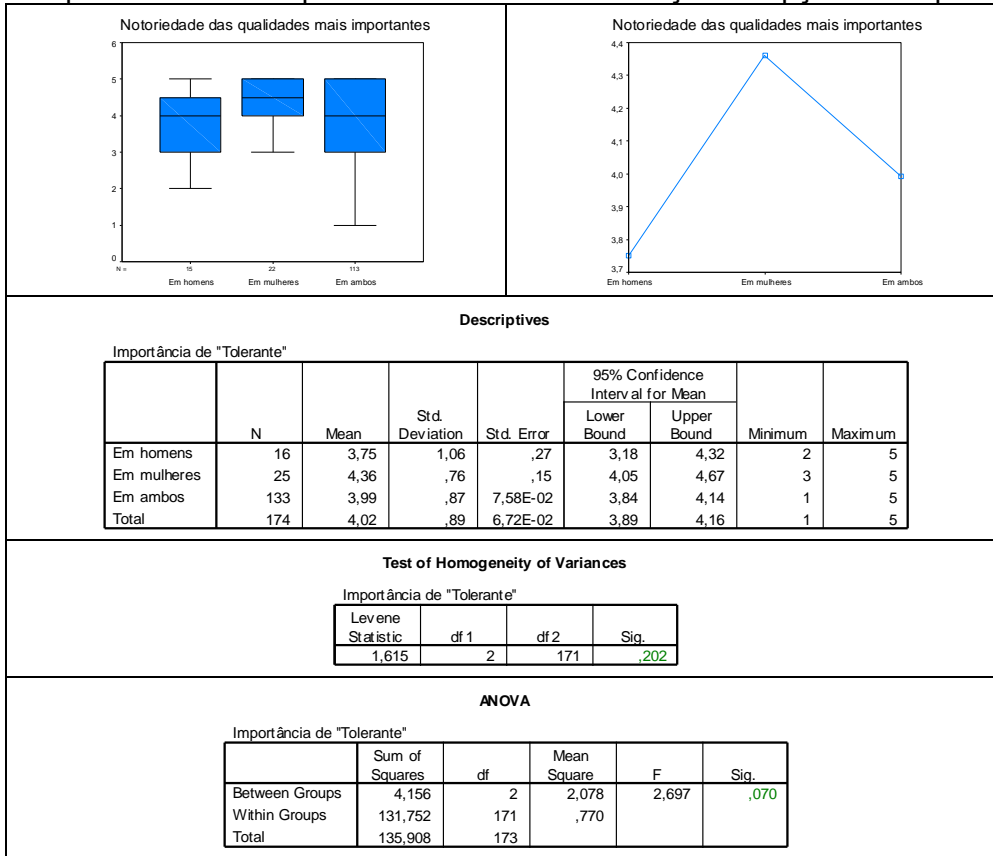 Notoriedade das qualidades mais importantes
6
5
4
3
2
1
0
N = 15 22 113
Em homens Em mulheres Em ambos
Notoriedade das qualidades mais importantes
4,4
4,3
4,2
4,1
4,0
3,9
3,8
3,7
Em homens Em mulheres Em ambos
Descriptives
Importância de "Tolerante"
95% Confidence
Interval for Mean
Std. Lower Upper
N Mean Deviation Std. Error Bound Bound Minimum Maximum
Em homens 16 3,75 1,06 ,27 3,18 4,32 2 5
Em mulheres 25 4,36 ,76 ,15 4,05 4,67 3 5
Em ambos 133 3,99 ,87 7,58E-02 3,84 4,14 1 5
Total 174 4,02 ,89 6,72E-02 3,89 4,16 1 5
Test of Homogeneity of Variances
Importância de "Tolerante"
Levene
Statistic df1 df2 Sig.
1,615 2 171 ,202
ANOVA
Importância de "Tolerante"
Sum of Mean
Squares df Square F Sig.
Between Groups 4,156 2 2,078 2,697 ,070
Within Groups 131,752 171 ,770
Total 135,908 173